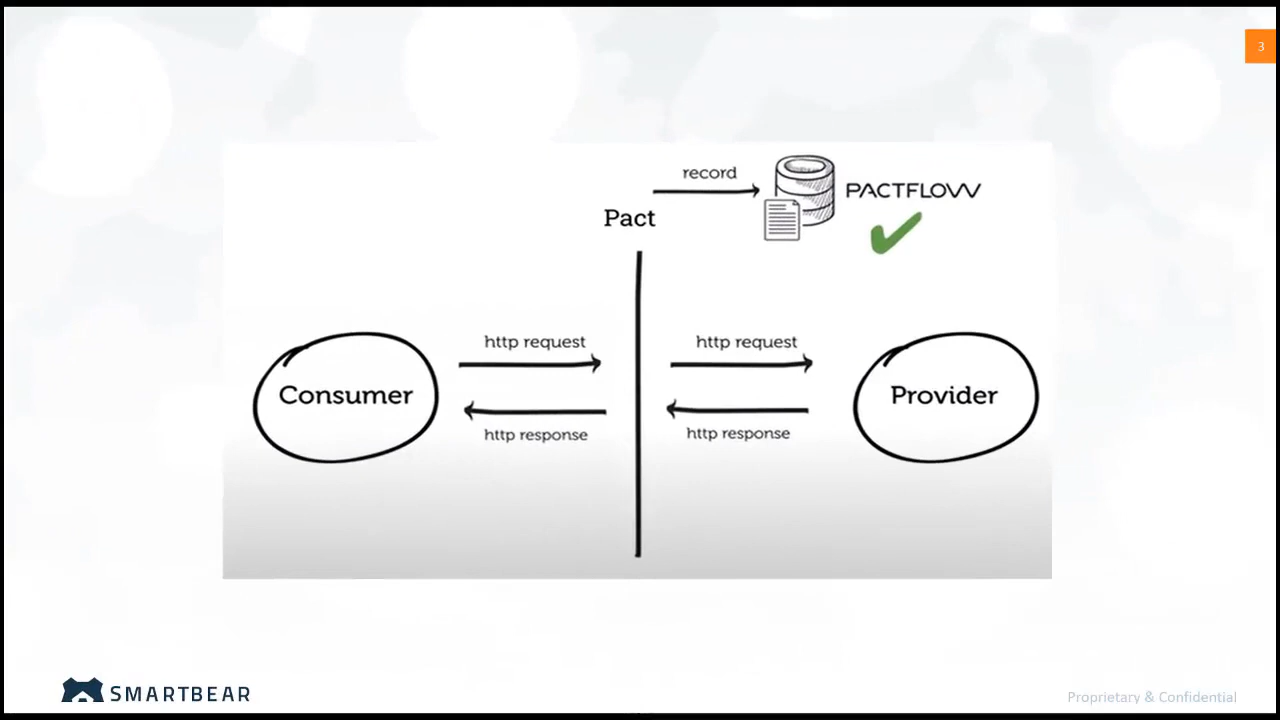 3
record
PACTFLOW
Pact
http request
http request
Consumer
Provider
http response
http response
SMARTBEAR
Proprietary & Confidential